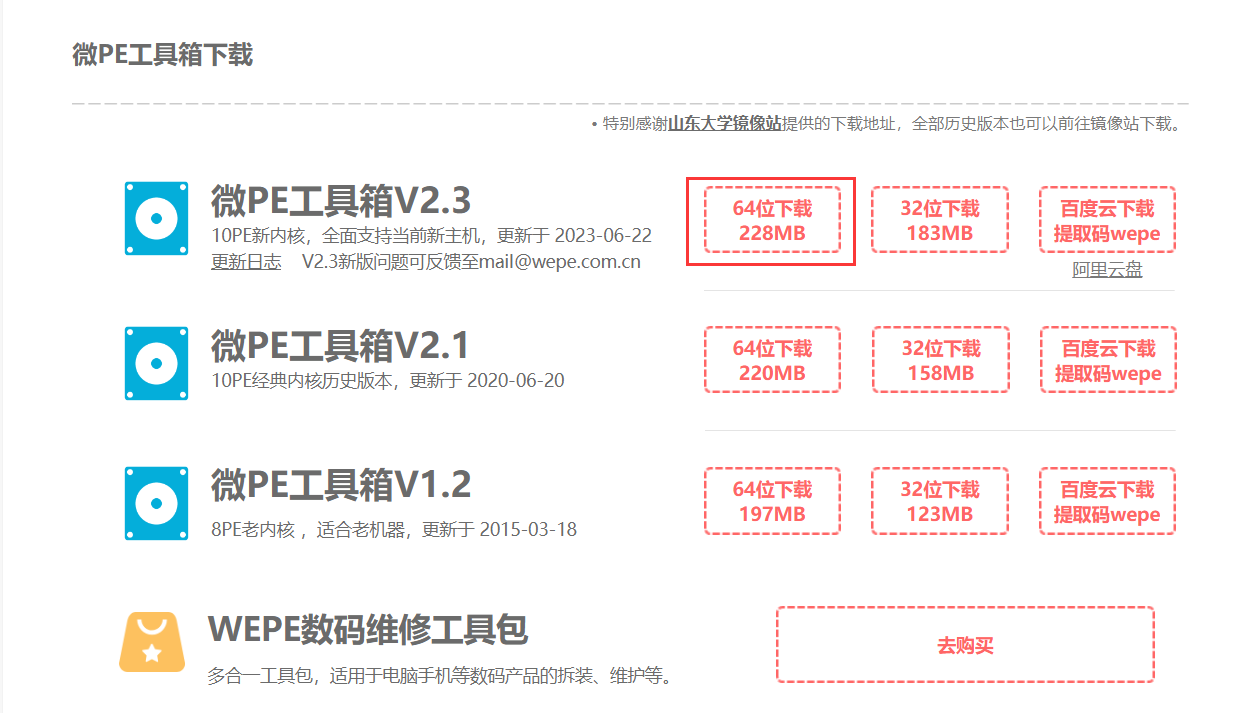 微PE工具箱下载
• 特别感谢山东大学镜像站提供的下载地址，全部历史版本也可以前往镜像站下载。
微PE工具箱V2.3
10PE新内核，全面支持当前新主机，更新于 2023-06-22
更新日志 V2.3新版问题可反馈至mail@wepe.com.cn
64位下载
228MB
32位下载
183MB
百度云下载
提取码wepe
阿里云盘
微PE工具箱V2.1
10PE经典内核历史版本，更新于 2020-06-20
64位下载
220MB
32位下载
158MB
百度云下载
提取码wepe
微PE工具箱V1.2
8PE老内核 ，适合老机器，更新于 2015-03-18
64位下载
197MB
32位下载
123MB
百度云下载
提取码wepe
WEPE数码维修工具包
多合一工具包，适用于电脑手机等数码产品的拆装、维护等。
去购买